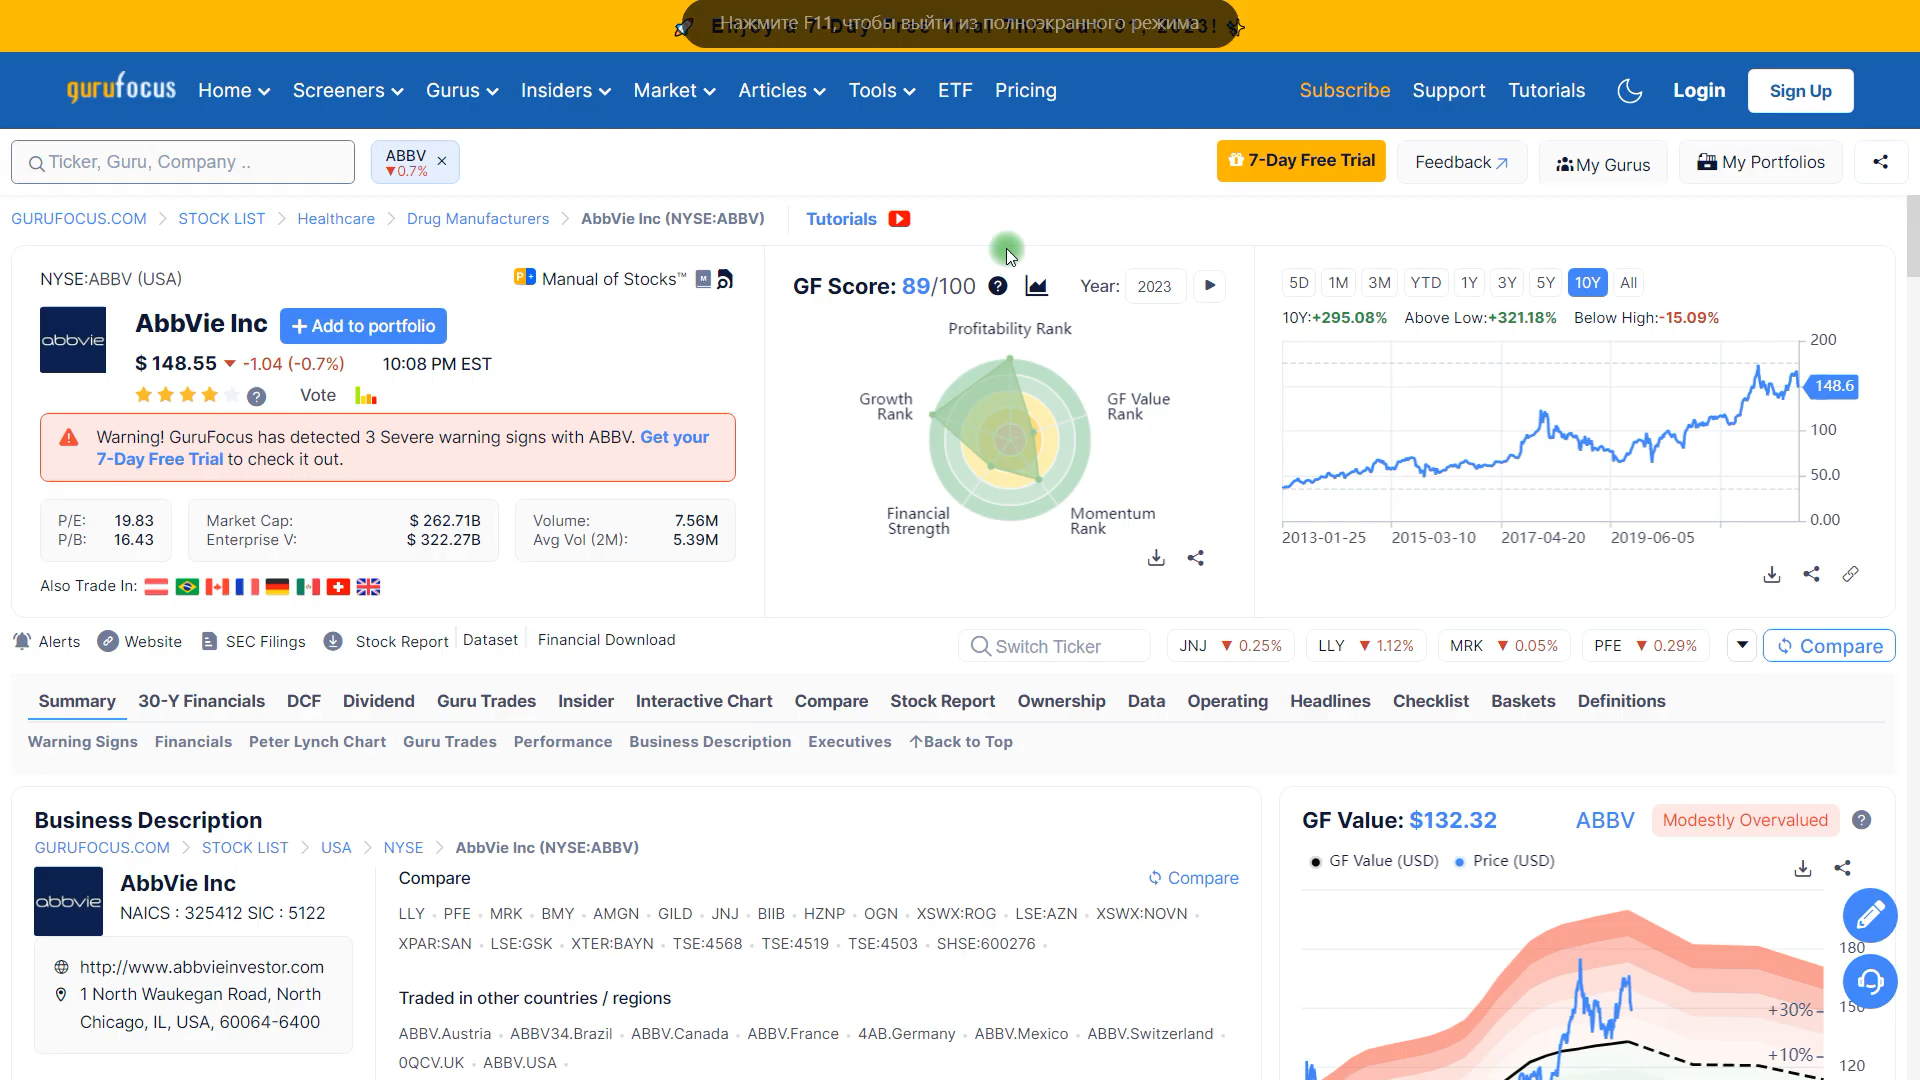 Нажмите F11, чтобы выйти из полноэкранного режима
gurufocus
Home
Screeners
Gurus
Insiders
Market
Articles
Tools
ETF
Pricing
Subscribe
Support
Tutorials
Login
Sign Up
Ticker, Guru, Company ..
ABBV
▼0.7%
7-Day Free Trial
Feedback
My Gurus
My Portfolios
GURUFOCUS.COM
STOCK LIST
Healthcare
Drug Manufacturers
AbbVie Inc (NYSE:ABBV)
Tutorials
NYSE:ABBV (USA)
Manual of Stocks™
abbvie
AbbVie Inc
+ Add to portfolio
$ 148.55 ▼ -1.04 (-0.7%)
10:08 PM EST
Vote
Warning! GuruFocus has detected 3 Severe warning signs with ABBV. Get your
7-Day Free Trial to check it out.
P/E: 19.83
P/B: 16.43
Market Cap: $ 262.71B
Enterprise V: $ 322.27B
Volume: 7.56M
Avg Vol (2M): 5.39M
Also Trade In:
GF Score: 89/100
Year: 2023
Profitability Rank
Growth
Rank
GF Value
Rank
Financial
Strength
Momentum
Rank
5D
1M
3M
YTD
1Y
3Y
5Y
10Y
All
10Y:+295.08% Above Low:+321.18% Below High:-15.09%
200
148.6
100
50.0
0.00
2013-01-25
2015-03-10
2017-04-20
2019-06-05
Alerts
Website
SEC Filings
Stock Report
Dataset
Financial Download
Switch Ticker
JNJ ▼ 0.25%
LLY ▼ 1.12%
MRK ▼ 0.05%
PFE ▼ 0.29%
Compare
Summary
30-Y Financials
DCF
Dividend
Guru Trades
Insider
Interactive Chart
Compare
Stock Report
Ownership
Data
Operating
Headlines
Checklist
Baskets
Definitions
Warning Signs
Financials
Peter Lynch Chart
Guru Trades
Performance
Business Description
Executives
↑Back to Top
Business Description
GURUFOCUS.COM
STOCK LIST
USA
NYSE
AbbVie Inc (NYSE:ABBV)
abbvie
AbbVie Inc
NAICS : 325412 SIC : 5122
http://www.abbvieinvestor.com
1 North Waukegan Road, North
Chicago, IL, USA, 60064-6400
Compare
Compare
LLY • PFE • MRK • BMY • AMGN • GILD • JNJ • BIIB • HZNP • OGN • XSWX:ROG • LSE:AZN • XSWX:NOVN •
XPAR:SAN • LSE:GSK • XTER:BAYN • TSE:4568 • TSE:4519 • TSE:4503 • SHSE:600276 •
Traded in other countries / regions
ABBV.Austria • ABBV34.Brazil • ABBV.Canada • ABBV.France • 4AB.Germany • ABBV.Mexico • ABBV.Switzerland •
0QCV.UK • ABBV.USA •
GF Value: $132.32
ABBV
Modestly Overvalued
GF Value (USD)
Price (USD)
180
+30%
+10%
120